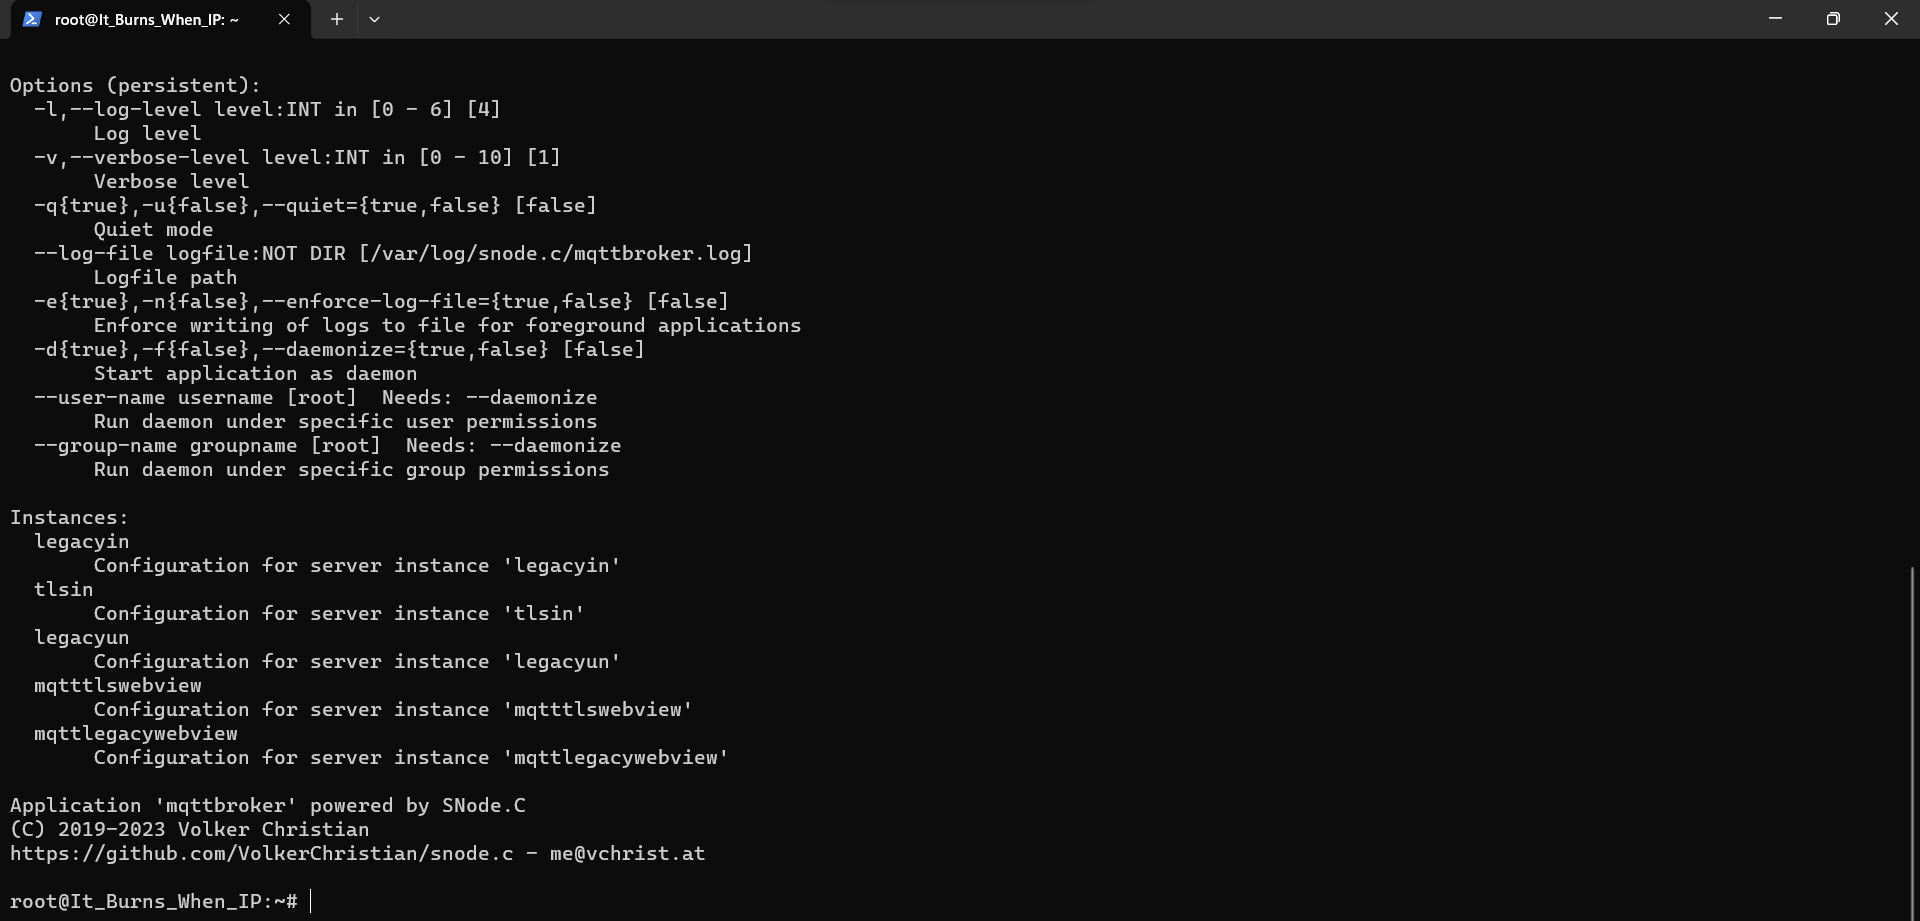 root@It_Burns_When_IP: ~
Options (persistent):
-l,--log-level level:INT in [0 - 6] [4]
Log level
-v,--verbose-level level:INT in [0 - 10] [1]
Verbose level
-q{true},-u{false},--quiet={true,false} [false]
Quiet mode
--log-file logfile:NOT DIR [/var/log/snode.c/mqttbroker.log]
Logfile path
-e{true},-n{false},--enforce-log-file={true,false} [false]
Enforce writing of logs to file for foreground applications
-d{true},-f{false},--daemonize={true,false} [false]
Start application as daemon
--user-name username [root]  Needs: --daemonize
Run daemon under specific user permissions
--group-name groupname [root]  Needs: --daemonize
Run daemon under specific group permissions
Instances:
legacyin
Configuration for server instance 'legacyin'
tlsin
Configuration for server instance 'tlsin'
legacyun
Configuration for server instance 'legacyun'
mqtttlswebview
Configuration for server instance 'mqtttlswebview'
mqttlegacywebview
Configuration for server instance 'mqttlegacywebview'
Application 'mqttbroker' powered by SNode.C
(C) 2019-2023 Volker Christian
https://github.com/VolkerChristian/snode.c - me@vchrist.at
root@It_Burns_When_IP:~#